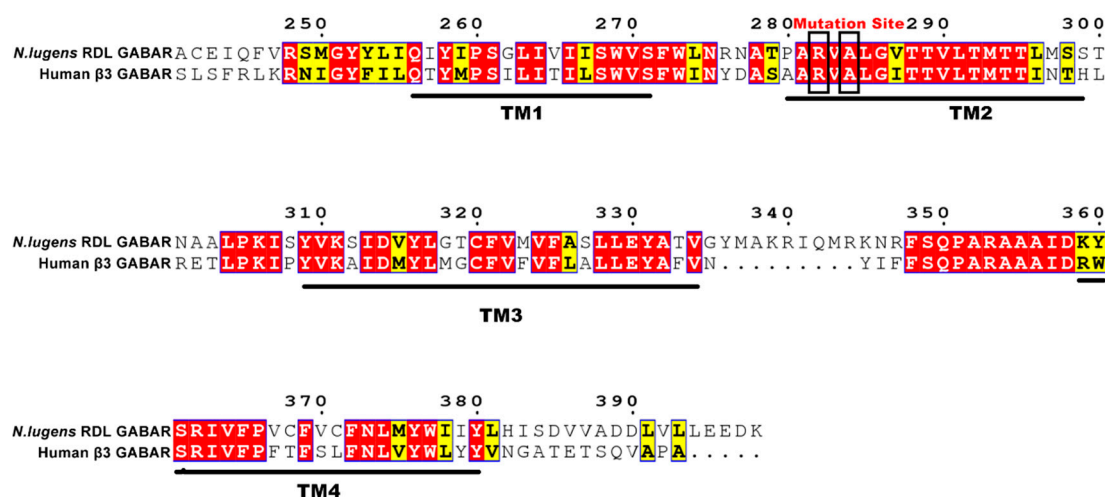 Mutation Site
250 260 270 280 290 300
N.lugens RDL GABAR ACEIQFVRSMGYYLIQIYIPSGLIVIISWVSFWLNRNATPARVALGVTTVLTMTTLMSST
Human β3 GABAR SLSFRLKRNIGYFILQTYMPSILITILSWVSFWINYDASAARVALGITTVLTMTTINTHL
TM1 TM2
310 320 330 340 350 360
N.lugens RDL GABAR NAALPKISYVKSIDVYLGTCFVMVFASLLEYATVGYMAKRIQMRKNRFSQPARAAAIDKY
Human β3 GABAR RETLPKIPYVKAIDMYLMGCFVFVFLALLEYAFVN.........YIFFSQPARAAAIDRW
TM3
370 380 390
N.lugens RDL GABAR SRIVFPVCFVCFNLMYWIIYLHISDVVADDLVLLEEDK
Human β3 GABAR SRIVFPFTFSLFNLVYWLYYVNGATETSQVAPA.....
TM4